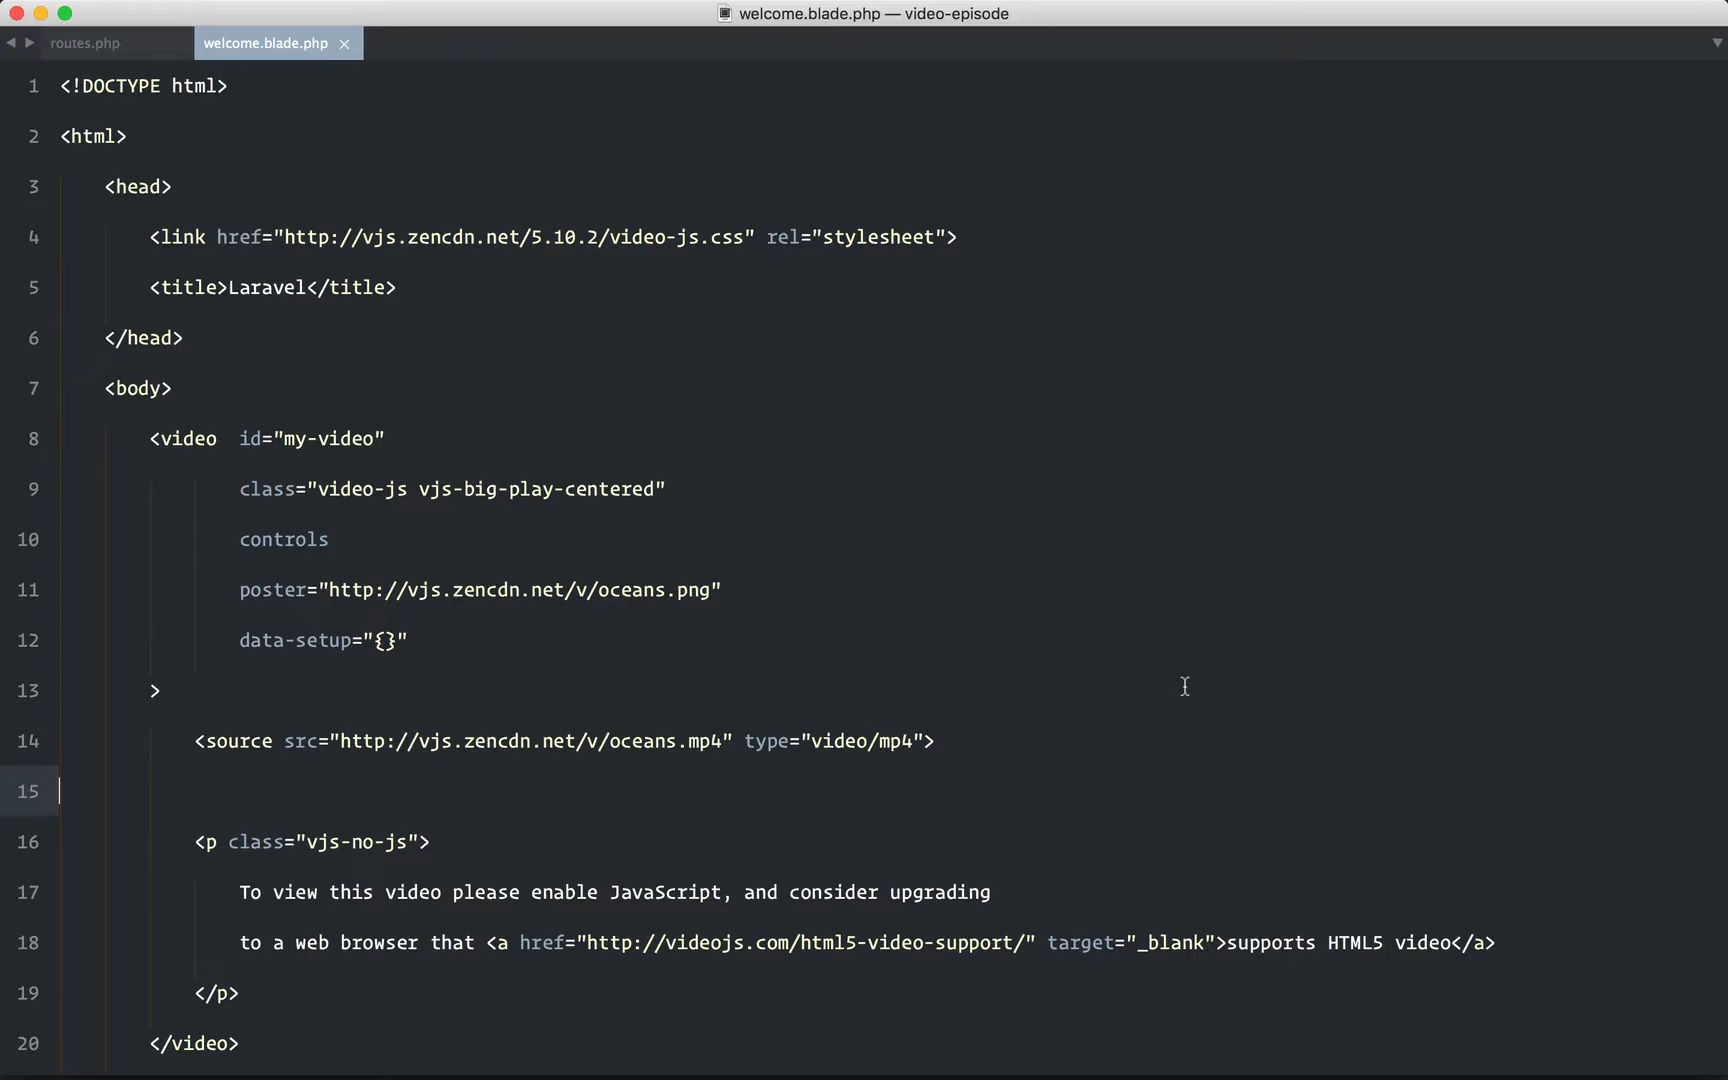 welcome.blade.php — video-episode
routes.php
welcome.blade.php ×
1 <!DOCTYPE html>
2 <html>
3 <head>
4 <link href="http://vjs.zencdn.net/5.10.2/video-js.css" rel="stylesheet">
5 <title>Laravel</title>
6 </head>
7 <body>
8 <video  id="my-video"
9 class="video-js vjs-big-play-centered"
10 controls
11 poster="http://vjs.zencdn.net/v/oceans.png"
12 data-setup="{}"
13 >
14 <source src="http://vjs.zencdn.net/v/oceans.mp4" type="video/mp4">
15
16 <p class="vjs-no-js">
17 To view this video please enable JavaScript, and consider upgrading
18 to a web browser that <a href="http://videojs.com/html5-video-support/" target="_blank">supports HTML5 video</a>
19 </p>
20 </video>